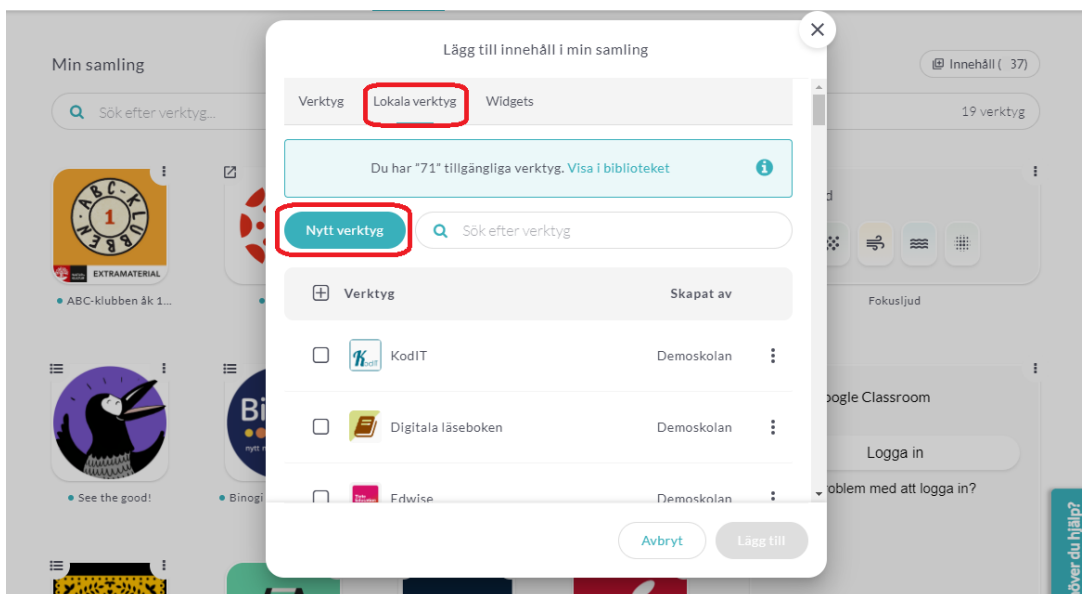 Lägg till innehåll i min samling
Min samling
Innehåll ( 37)
Verktyg Lokala verktyg Widgets
Sök efter verktyg...
19 verktyg
Du har "71" tillgängliga verktyg. Visa i biblioteket
ABC-KLUBBEN
1
EXTRAMATERIAL
Nytt verktyg
Sök efter verktyg
Verktyg Skapat av
ABC-klubben åk 1...
Fokusljud
KodIT Demoskolan
Bi
Google Classroom
Digitala läseboken Demoskolan
Logga in
See the good!
Binogi
Edwise Demoskolan
problem med att logga in?
Avbryt Lägg till
över du hjälp?